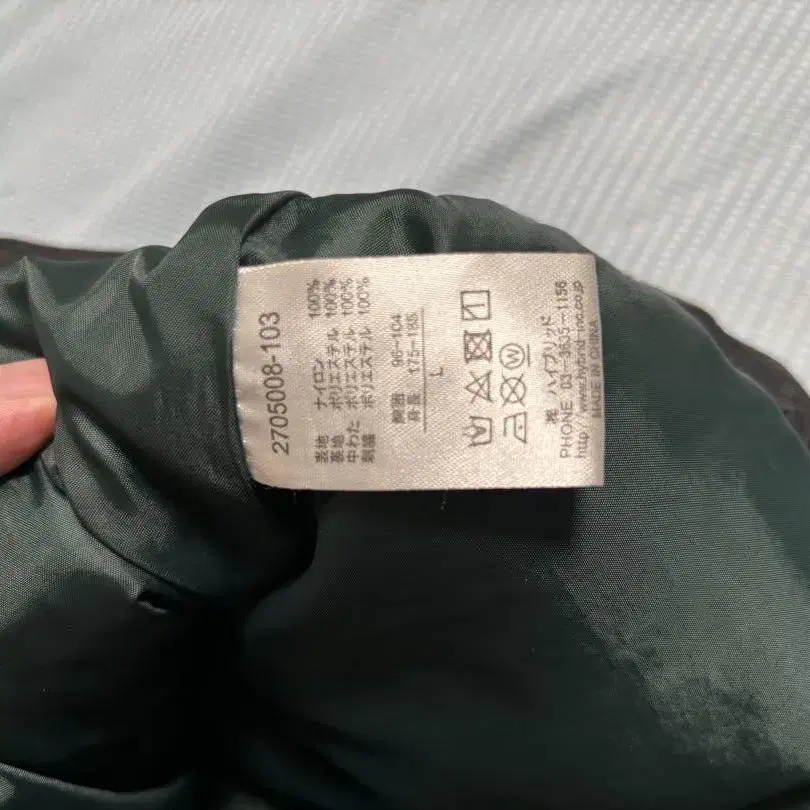 2705008-103
表地 ナイロン 100%
裏地 ポリエステル 100%
中わた ポリエステル 100%
刺繍 ポリエステル 100%
胸囲 96-104
身長 175-185
L
㈱ ハイブリッド
PHONE 03-3635-1156
http://www.hybrid-inc.co.jp
MADE IN CHINA